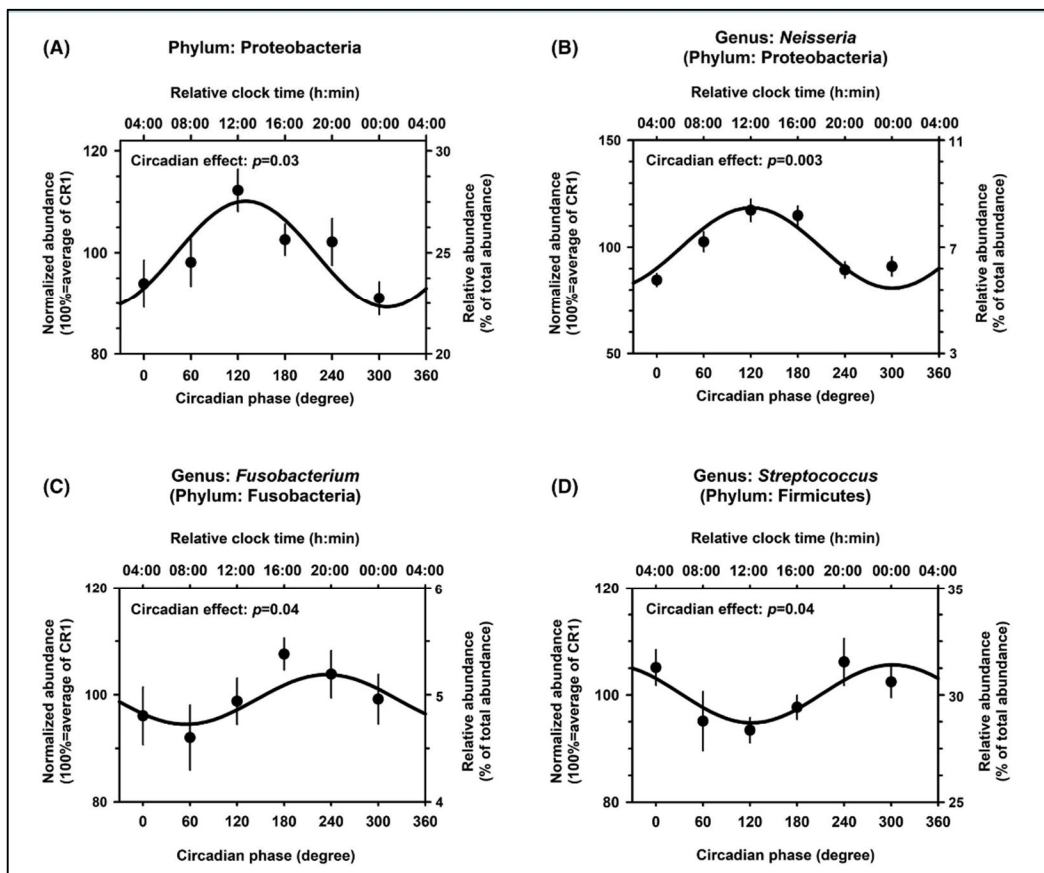 (A)
Phylum: Proteobacteria
Relative clock time (h:min)
04:00 08:00 12:00 16:00 20:00 00:00 04:00
Circadian effect: p=0.03
Normalized abundance
(100%=average of CR1)
120
100
80
Relative abundance
(% of total abundance)
30
25
20
0 60 120 180 240 300 360
Circadian phase (degree)
(B)
Genus: Neisseria
(Phylum: Proteobacteria)
Relative clock time (h:min)
04:00 08:00 12:00 16:00 20:00 00:00 04:00
Circadian effect: p=0.003
Normalized abundance
(100%=average of CR1)
150
100
50
Relative abundance
(% of total abundance)
11
7
3
0 60 120 180 240 300 360
Circadian phase (degree)
(C)
Genus: Fusobacterium
(Phylum: Fusobacteria)
Relative clock time (h:min)
04:00 08:00 12:00 16:00 20:00 00:00 04:00
Circadian effect: p=0.04
Normalized abundance
(100%=average of CR1)
120
100
80
Relative abundance
(% of total abundance)
6
5
4
0 60 120 180 240 300 360
Circadian phase (degree)
(D)
Genus: Streptococcus
(Phylum: Firmicutes)
Relative clock time (h:min)
04:00 08:00 12:00 16:00 20:00 00:00 04:00
Circadian effect: p=0.04
Normalized abundance
(100%=average of CR1)
120
100
80
Relative abundance
(% of total abundance)
35
30
25
0 60 120 180 240 300 360
Circadian phase (degree)